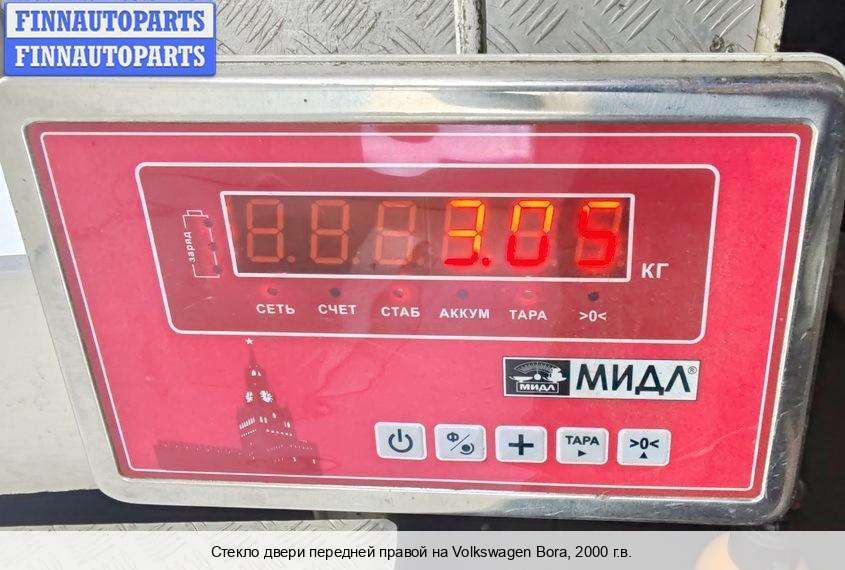 FINNAUTOPARTS
FINNAUTOPARTS
заряд
3.05
КГ
СЕТЬ СЧЕТ СТАБ АККУМ ТАРА >0<
МИДЛ МИДЛ®
Ф + ТАРА >0<
Стекло двери передней правой на Volkswagen Bora, 2000 г.в.